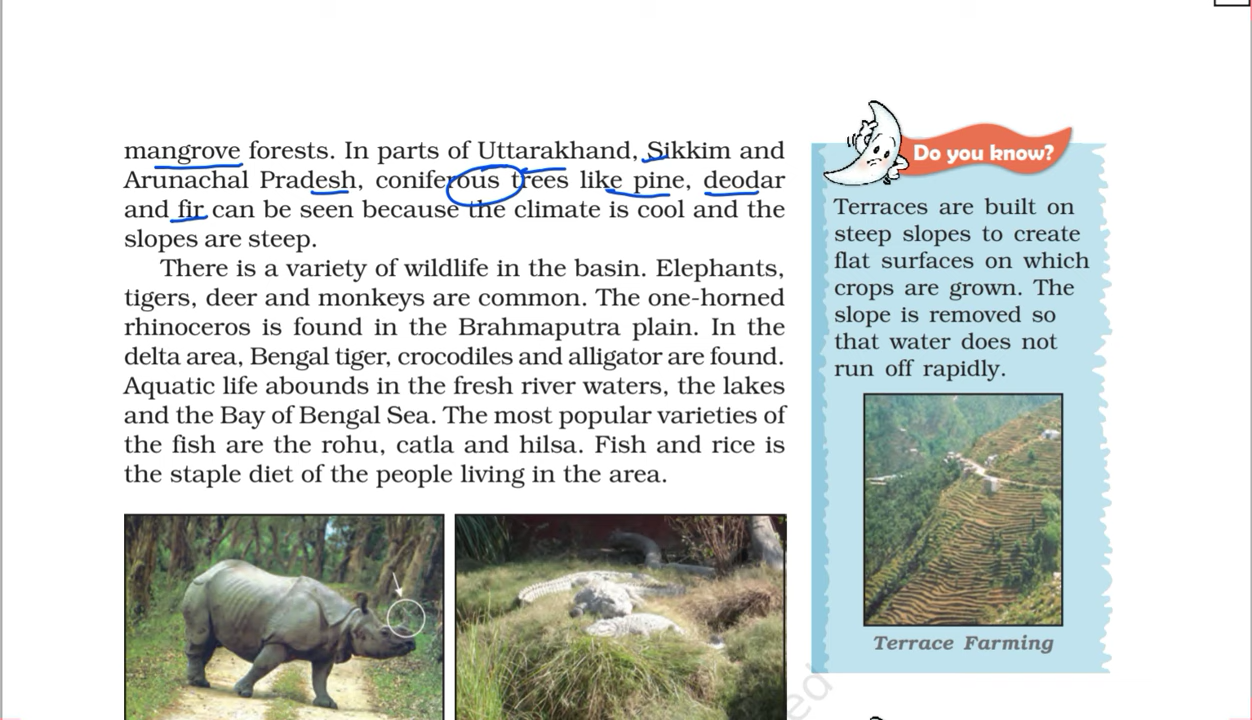 mangrove forests. In parts of Uttarakhand, Sikkim and
Arunachal Pradesh, coniferous trees like pine, deodar
and fir can be seen because the climate is cool and the
slopes are steep.
There is a variety of wildlife in the basin. Elephants,
tigers, deer and monkeys are common. The one-horned
rhinoceros is found in the Brahmaputra plain. In the
delta area, Bengal tiger, crocodiles and alligator are found.
Aquatic life abounds in the fresh river waters, the lakes
and the Bay of Bengal Sea. The most popular varieties of
the fish are the rohu, catla and hilsa. Fish and rice is
the staple diet of the people living in the area.
Do you know?
Terraces are built on
steep slopes to create
flat surfaces on which
crops are grown. The
slope is removed so
that water does not
run off rapidly.
Terrace Farming